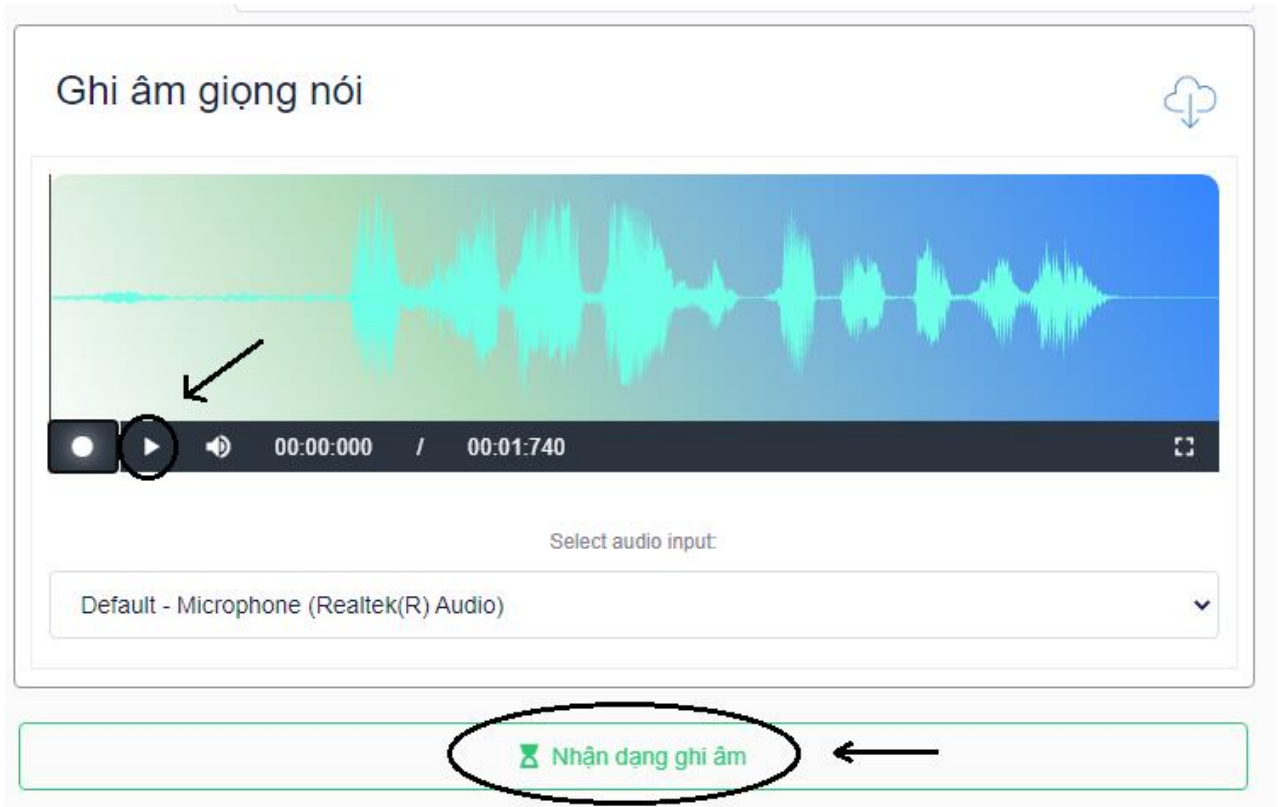 Ghi âm giọng nói
00:00:000 / 00:01:740
Select audio input:
Default - Microphone (Realtek(R) Audio)
Nhận dạng ghi âm